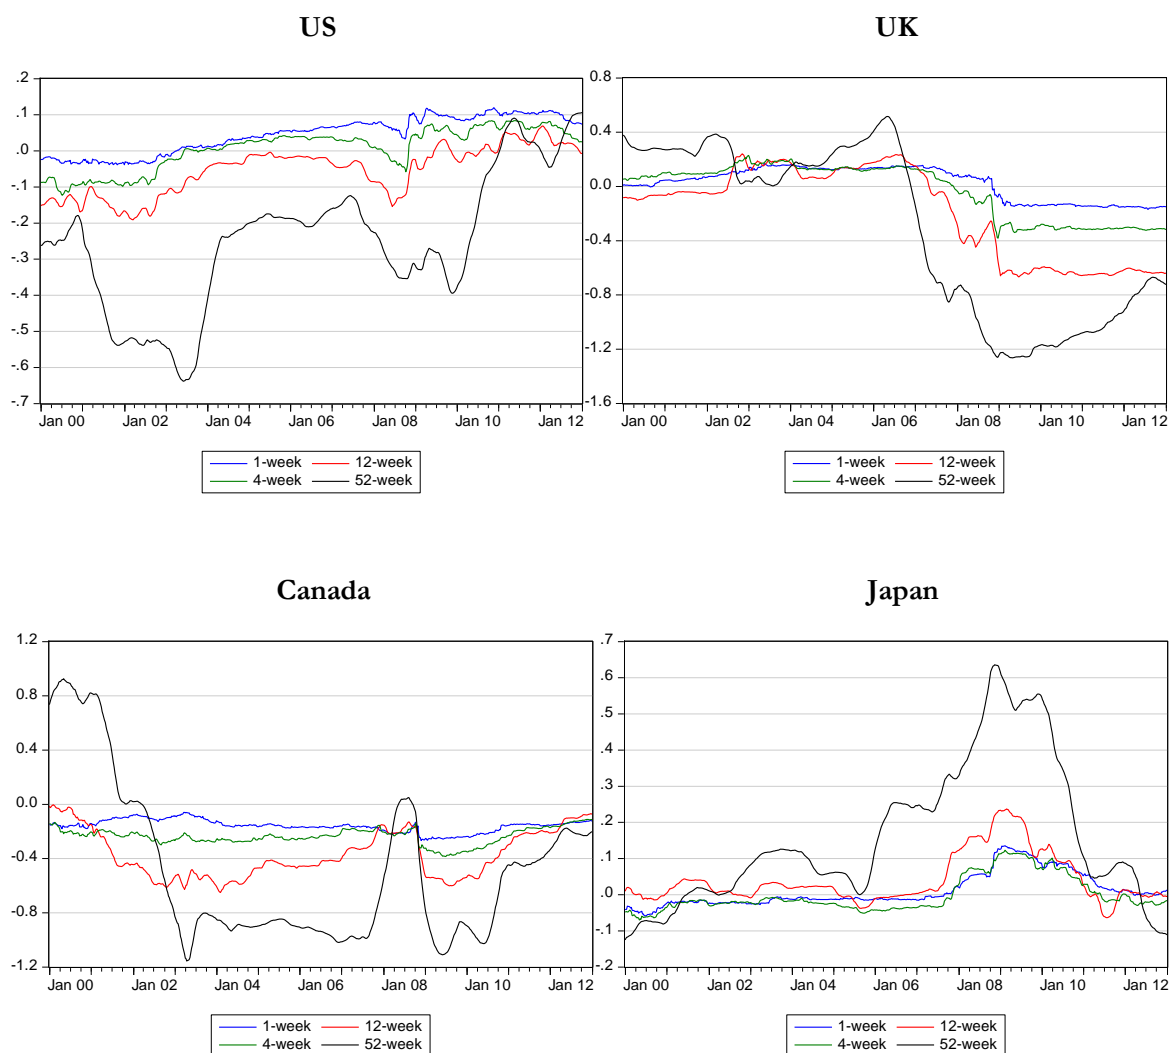 US
.2
.1
.0
-.1
-.2
-.3
-.4
-.5
-.6
-.7
Jan 00 Jan 02 Jan 04 Jan 06 Jan 08 Jan 10 Jan 12
1-week 12-week
4-week 52-week
UK
0.8
0.4
0.0
-0.4
-0.8
-1.2
-1.6
Jan 00 Jan 02 Jan 04 Jan 06 Jan 08 Jan 10 Jan 12
1-week 12-week
4-week 52-week
Canada
1.2
0.8
0.4
0.0
-0.4
-0.8
-1.2
Jan 00 Jan 02 Jan 04 Jan 06 Jan 08 Jan 10 Jan 12
1-week 12-week
4-week 52-week
Japan
.7
.6
.5
.4
.3
.2
.1
.0
-.1
-.2
Jan 00 Jan 02 Jan 04 Jan 06 Jan 08 Jan 10 Jan 12
1-week 12-week
4-week 52-week